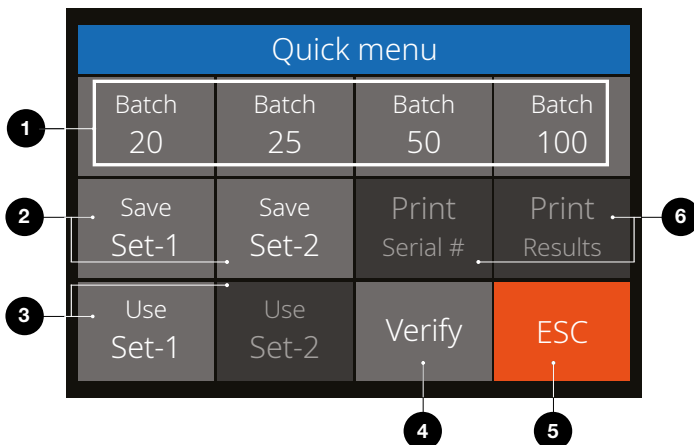 Quick menu
Batch Batch Batch Batch
1 20 25 50 100
2 Save Save Print Print 6
Set-1 Set-2 Serial # Results
3 Use Use Verify ESC
Set-1 Set-2
4 5